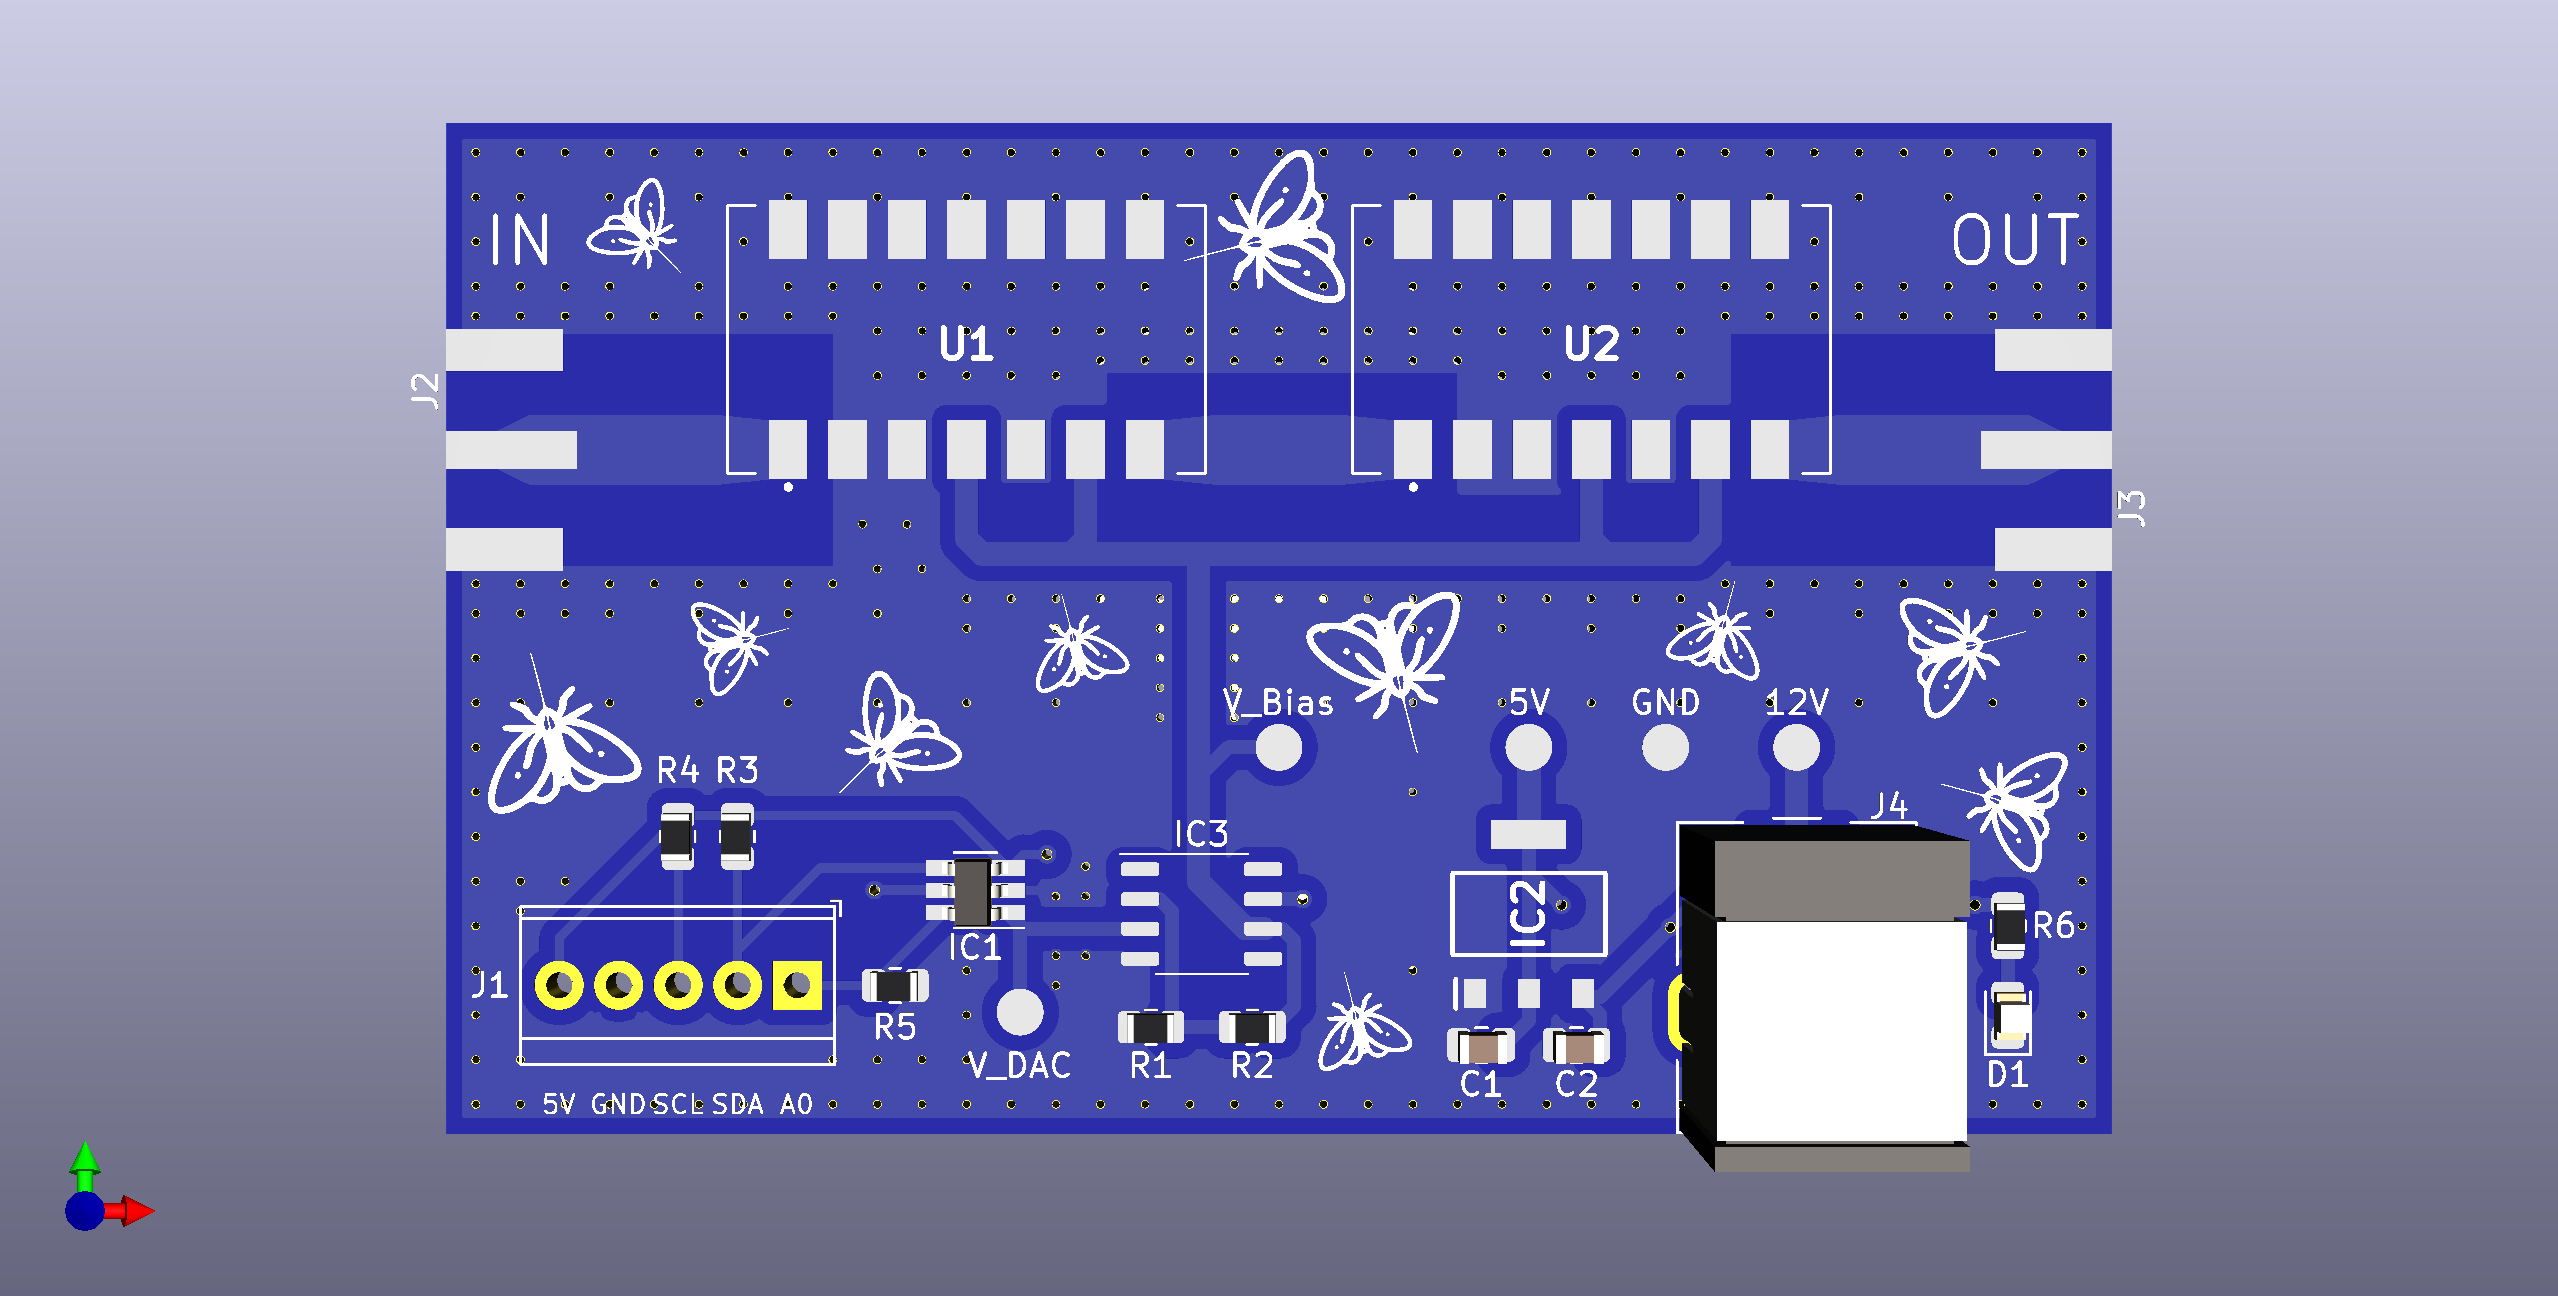 IN
OUT
U1
U2
J2
J3
V_Bias
5V
GND
12V
R4
R3
J4
IC3
IC2
IC1
R6
J1
R5
V_DAC
R1
R2
C1
C2
D1
5V GND SCL SDA A0